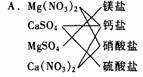 A. Mg(NO₃)₂ 镁盐
CaSO₄ 钙盐
MgSO₄ 硝酸盐
Ca(NO₃)₂ 硫酸盐